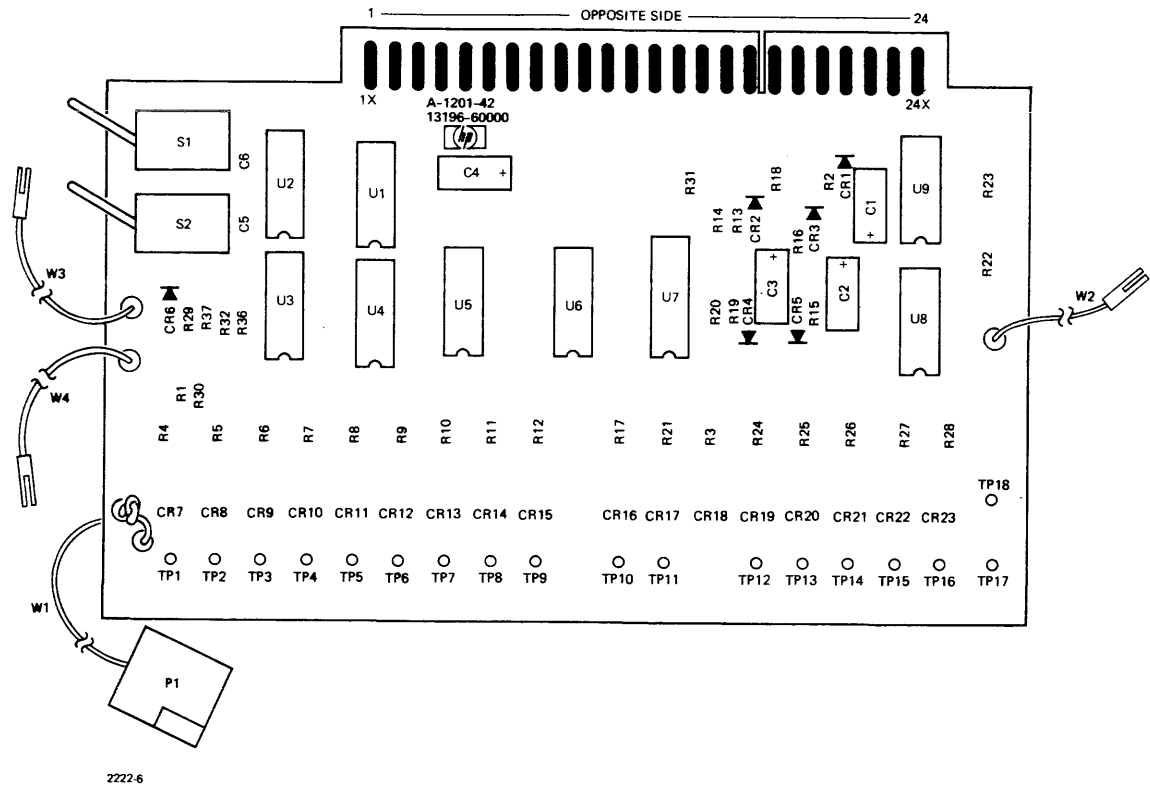 1 OPPOSITE SIDE 24
1X 24X
A-1201-42
13196-60000
hp
S1 C6 U2 U1 C4 + R31 R18 R2 CR1 C1 + U9 R23
S2 C5 R14 R13 CR2 R16 CR3 R22
W3 CR6 R29 R37 R32 R36 U3 U4 U5 U6 U7 R20 R19 CR4 C3 + CR5 R15 C2 + U8 W2
W4 R1 R30
R4 R5 R6 R7 R8 R9 R10 R11 R12 R17 R21 R3 R24 R25 R26 R27 R28
TP18
CR7 CR8 CR9 CR10 CR11 CR12 CR13 CR14 CR15 CR16 CR17 CR18 CR19 CR20 CR21 CR22 CR23
TP1 TP2 TP3 TP4 TP5 TP6 TP7 TP8 TP9 TP10 TP11 TP12 TP13 TP14 TP15 TP16 TP17
W1
P1
2222-6